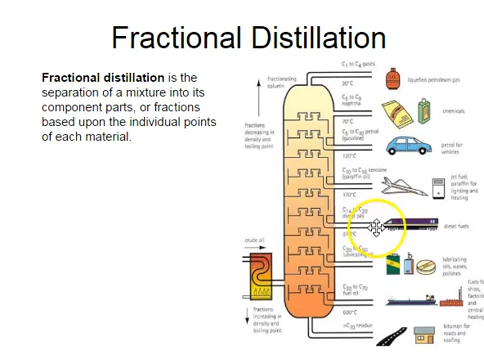 Fractional Distillation
Fractional distillation is the
separation of a mixture into its
component parts, or fractions
based upon the individual points
of each material.
fractionating
column
C₁ to C₄ gases
20°C
liquefied petroleum gas
C₅ to C₉
naphtha
70°C
chemicals
fractions
decreasing in
density and
boiling point
C₅ to C₁₀ petrol
(gasoline)
120°C
petrol for
vehicles
C₁₀ to C₁₆ kerosine
(paraffin oil)
170°C
jet fuel,
paraffin for
lighting and
heating
C₁₄ to C₂₀
diesel oils
diesel fuels
crude oil
lubricating
oils, waxes,
polishes
fractions
increasing in
density and
boiling point
fuel oil
600°C
fuels fo
ships,
factorie
and
central
heating
>C₇₀ residue
bitumen for
roads and
roofing